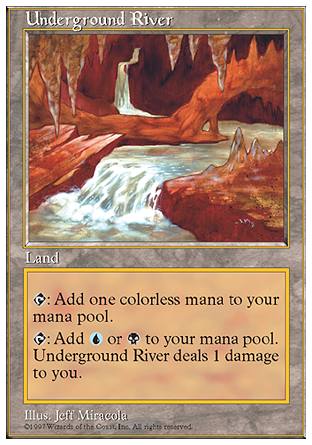 Underground River
Land
: Add one colorless mana to your
mana pool.
: Add or to your mana pool.
Underground River deals 1 damage
to you.
Illus. Jeff Miracola
©1997 Wizards of the Coast, Inc. All rights reserved.